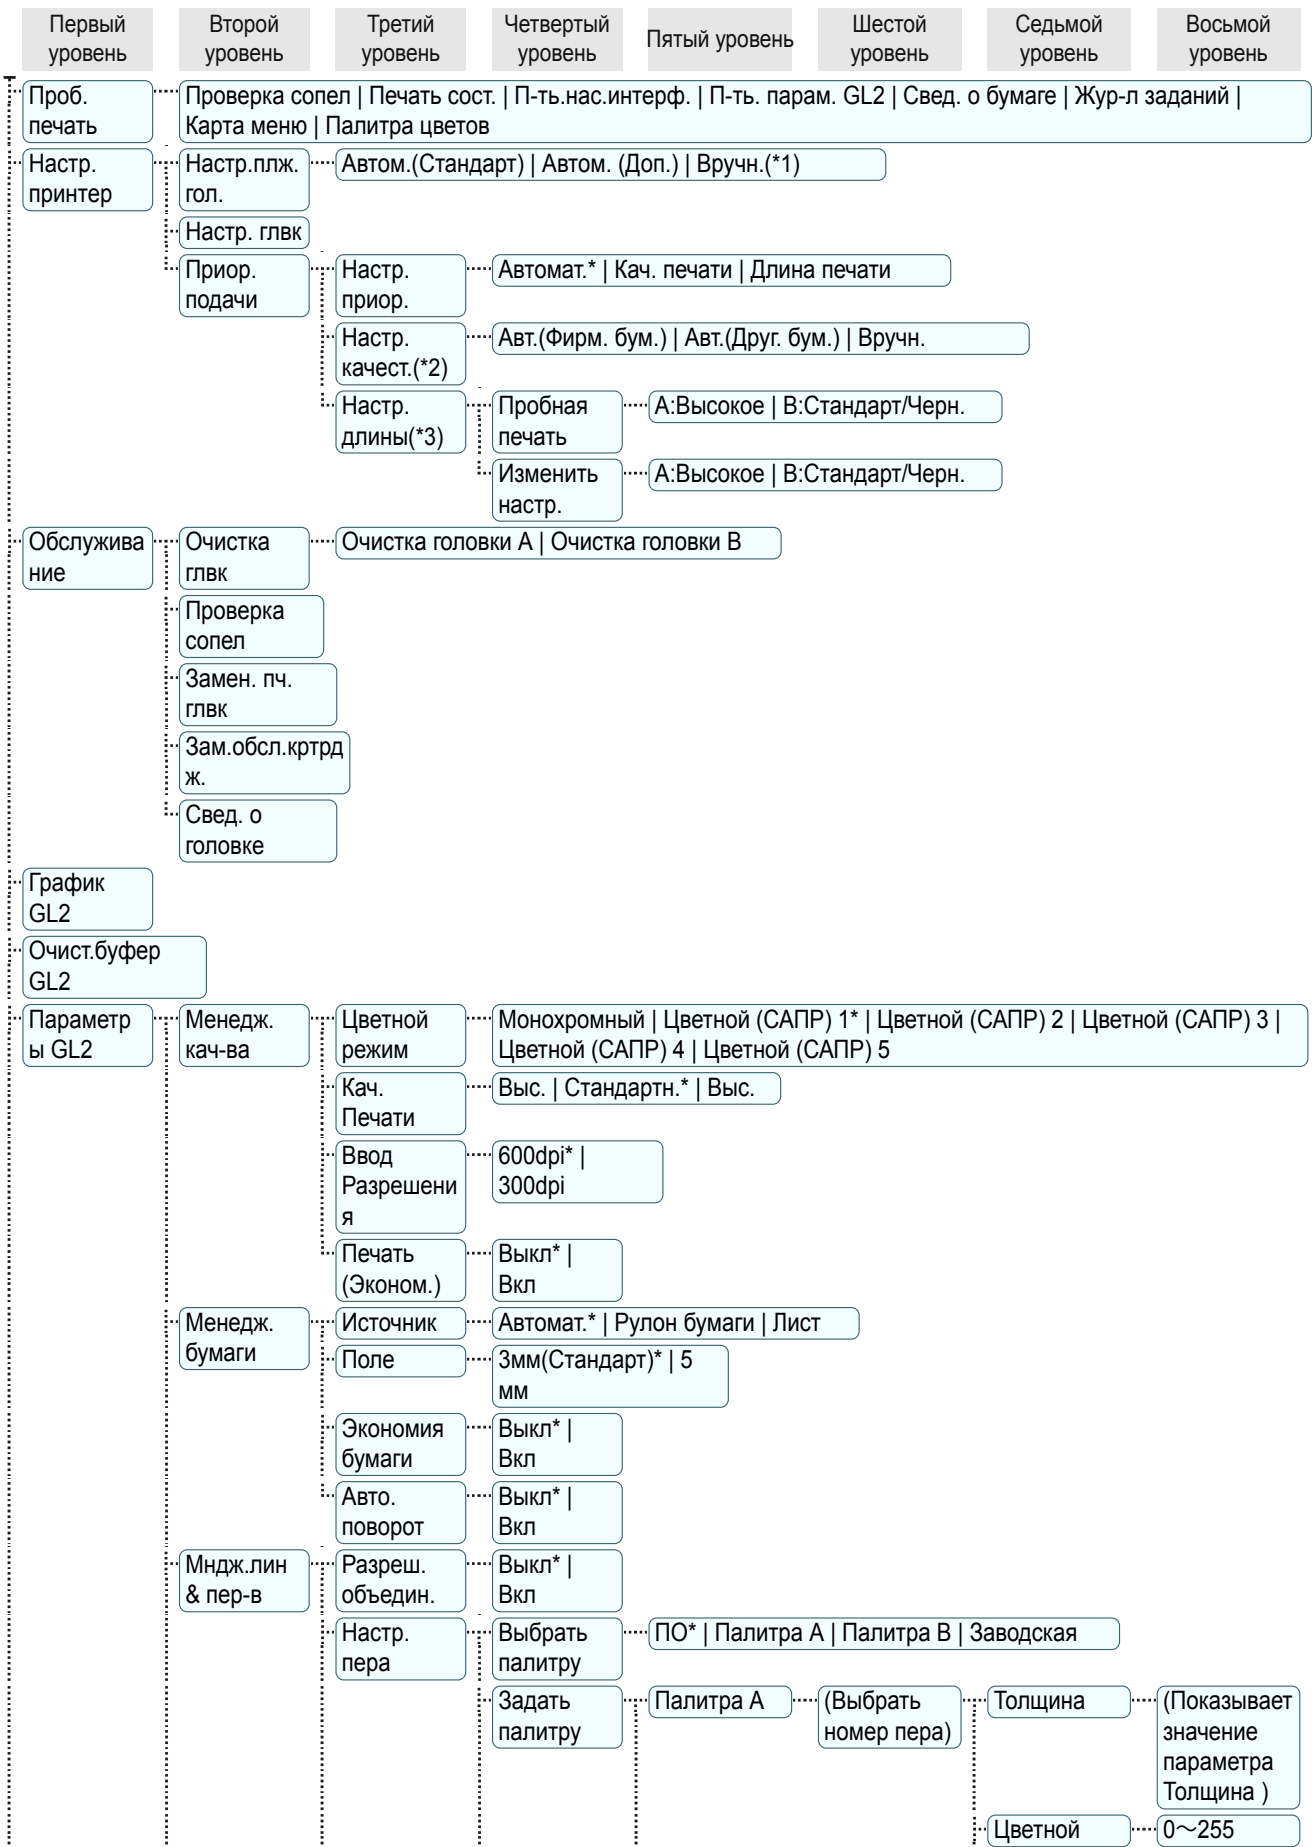 Первый уровень
Второй уровень
Третий уровень
Четвертый уровень
Пятый уровень
Шестой уровень
Седьмой уровень
Восьмой уровень
Проб.
печать
Проверка сопел | Печать сост. | П-ть.нас.интерф. | П-ть. парам. GL2 | Свед. о бумаге | Жур-л заданий |
Карта меню | Палитра цветов
Настр.
принтер
Настр.плж.
гол.
Автом.(Стандарт) | Автом. (Доп.) | Вручн.(*1)
Настр. глвк
Приор.
подачи
Настр.
приор.
Автомат.* | Кач. печати | Длина печати
Настр.
качест.(*2)
Авт.(Фирм. бум.) | Авт.(Друг. бум.) | Вручн.
Настр.
длины(*3)
Пробная
печать
A:Высокое | B:Стандарт/Черн.
Изменить
настр.
A:Высокое | B:Стандарт/Черн.
Обслужива
ние
Очистка
глвк
Очистка головки A | Очистка головки B
Проверка
сопел
Замен. пч.
глвк
Зам.обсл.кртрд
ж.
Свед. о
головке
График
GL2
Очист.буфер
GL2
Параметр
ы GL2
Менедж.
кач-ва
Цветной
режим
Монохромный | Цветной (САПР) 1* | Цветной (САПР) 2 | Цветной (САПР) 3 |
Цветной (САПР) 4 | Цветной (САПР) 5
Кач.
Печати
Выс. | Стандартн.* | Выс.
Ввод
Разрешени
я
600dpi* |
300dpi
Печать
(Эконом.)
Выкл* |
Вкл
Менедж.
бумаги
Источник
Автомат.* | Рулон бумаги | Лист
Поле
3мм(Стандарт)* | 5
мм
Экономия
бумаги
Выкл* |
Вкл
Авто.
поворот
Выкл* |
Вкл
Мндж.лин
& пер-в
Разреш.
объедин.
Выкл* |
Вкл
Настр.
пера
Выбрать
палитру
ПО* | Палитра A | Палитра B | Заводская
Задать
палитру
Палитра A
(Выбрать
номер пера)
Толщина
(Показывает
значение
параметра
Толщина )
Цветной
0～255